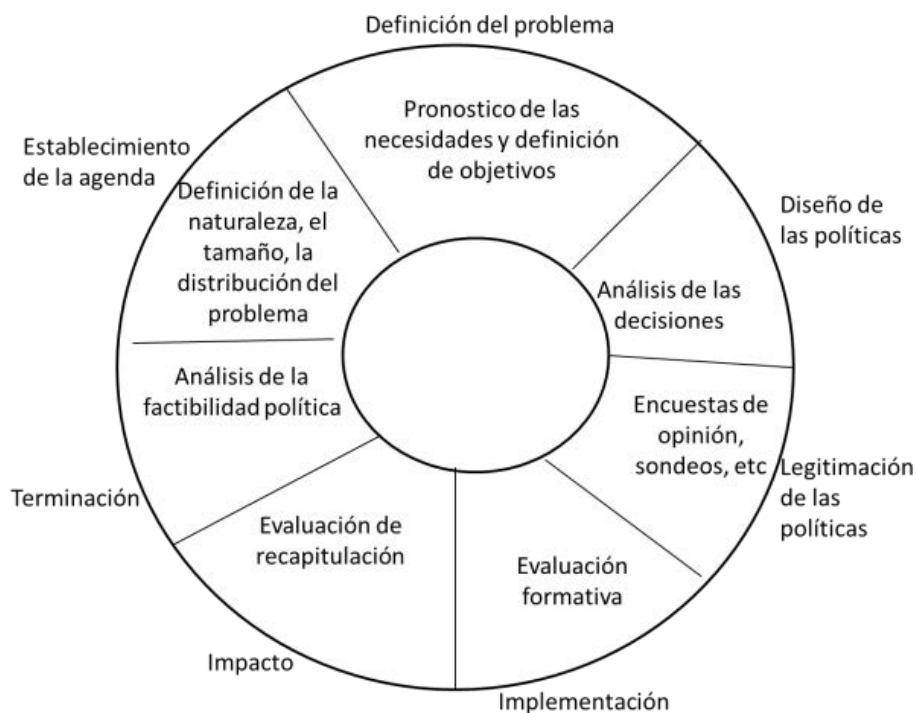 Definición del problema
Pronostico de las
necesidades y definición
de objetivos
Establecimiento
de la agenda
Definición de la
naturaleza, el
tamaño, la
distribución del
problema
Diseño de
las políticas
Análisis de las
decisiones
Análisis de la
factibilidad política
Encuestas de
opinión,
sondeos, etc
Legitimación
de las
políticas
Terminación
Evaluación de
recapitulación
Evaluación
formativa
Impacto
Implementación